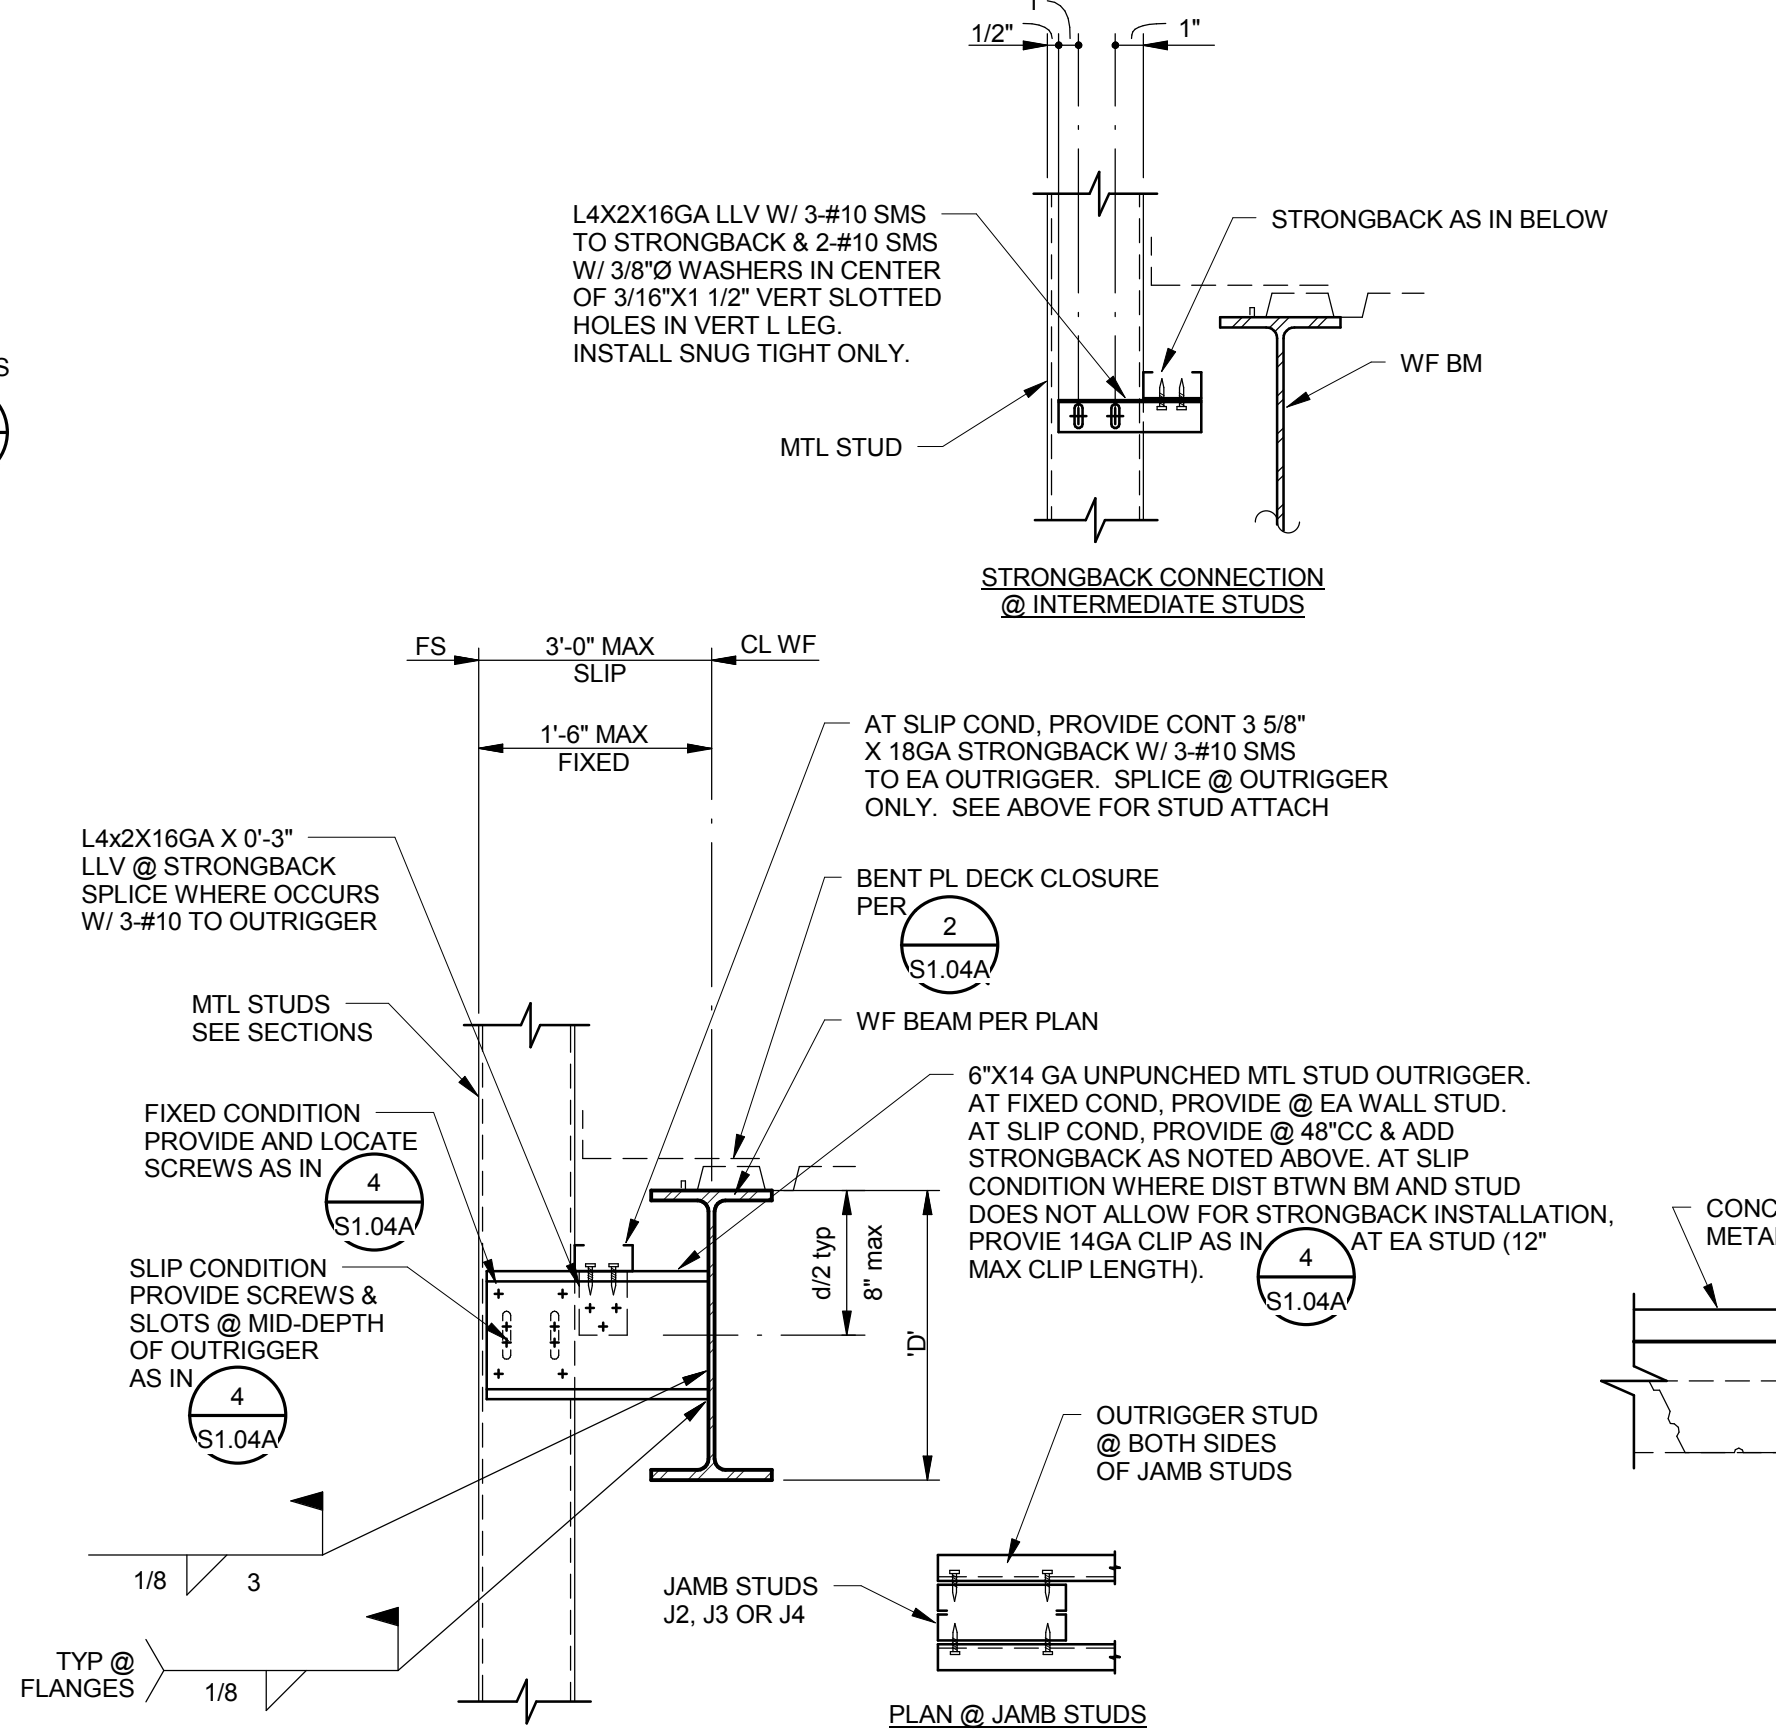 1/2"
1"
L4X2X16GA LLV W/ 3-#10 SMS
TO STRONGBACK & 2-#10 SMS
W/ 3/8"Ø WASHERS IN CENTER
OF 3/16"X1 1/2" VERT SLOTTED
HOLES IN VERT L LEG.
INSTALL SNUG TIGHT ONLY.
STRONGBACK AS IN BELOW
S
WF BM
MTL STUD
STRONGBACK CONNECTION
@ INTERMEDIATE STUDS
FS
3'-0" MAX
SLIP
CL WF
1'-6" MAX
FIXED
AT SLIP COND, PROVIDE CONT 3 5/8"
X 18GA STRONGBACK W/ 3-#10 SMS
TO EA OUTRIGGER. SPLICE @ OUTRIGGER
ONLY. SEE ABOVE FOR STUD ATTACH
L4x2X16GA X 0'-3"
LLV @ STRONGBACK
SPLICE WHERE OCCURS
W/ 3-#10 TO OUTRIGGER
BENT PL DECK CLOSURE
PER
2
S1.04A
MTL STUDS
SEE SECTIONS
WF BEAM PER PLAN
6"X14 GA UNPUNCHED MTL STUD OUTRIGGER.
AT FIXED COND, PROVIDE @ EA WALL STUD.
AT SLIP COND, PROVIDE @ 48"CC & ADD
STRONGBACK AS NOTED ABOVE. AT SLIP
CONDITION WHERE DIST BTWN BM AND STUD
DOES NOT ALLOW FOR STRONGBACK INSTALLATION,
PROVIE 14GA CLIP AS IN AT EA STUD (12"
MAX CLIP LENGTH).
4
S1.04A
FIXED CONDITION
PROVIDE AND LOCATE
SCREWS AS IN
4
S1.04A
SLIP CONDITION
PROVIDE SCREWS &
SLOTS @ MID-DEPTH
OF OUTRIGGER
AS IN
4
S1.04A
d/2 typ
8" max
'D'
CONC
META
OUTRIGGER STUD
@ BOTH SIDES
OF JAMB STUDS
1/8
3
JAMB STUDS
J2, J3 OR J4
TYP @
FLANGES
1/8
PLAN @ JAMB STUDS